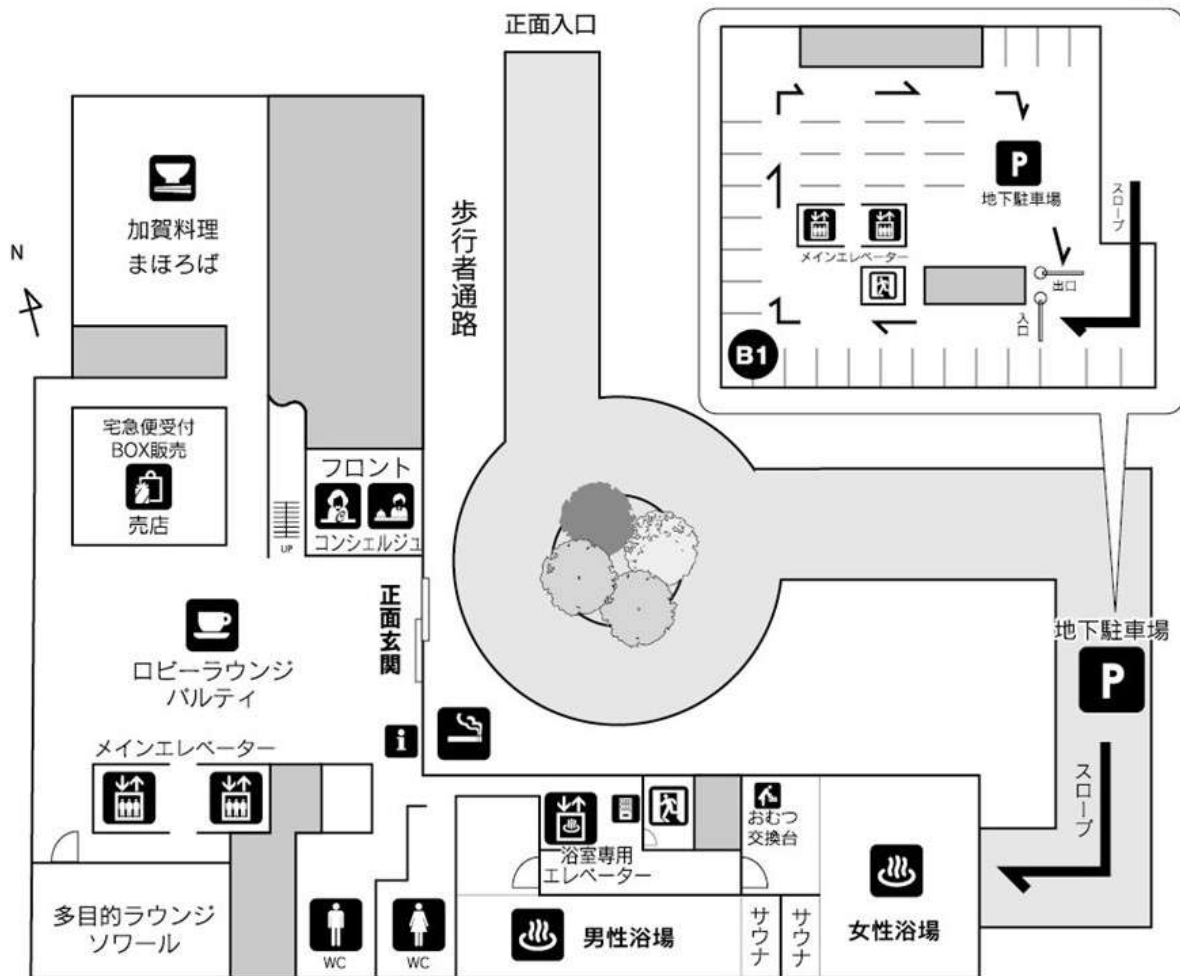 正面入口
加賀料理
まほろば
N
歩行者通路
P
地下駐車場
スロープ
メインエレベーター
出口
入口
B1
宅急便受付
BOX販売
売店
フロント
コンシェルジュ
UP
正面玄関
ロビーラウンジ
バルティ
i
メインエレベーター
地下駐車場
P
スロープ
おむつ
交換台
浴室専用
エレベーター
多目的ラウンジ
ソワール
WC
WC
男性浴場
サウナ
サウナ
女性浴場